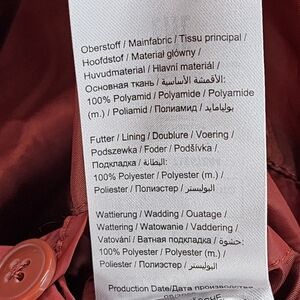 Oberstoff / Mainfabric / Tissu principal /
Hoofdstof / Materiał główny /
Huvudmaterial / Hlavní materiál /
Основная ткань / الأقمشة الأساسية:
100% Polyamid / Polyamide / Polyamide
(m.) / Poliamid / Полиамид / بولياميد
Futter / Lining / Doublure / Voering /
Podszewka / Foder / Podšívka /
Подкладка / البطانة:
100% Polyester / Polyester (m.) /
Poliester / Полиэстер / البوليستر
Wattierung / Wadding / Ouatage /
Wattering / Watowanie / Vaddering /
Vatování / Ватная подкладка / حشوة:
100% Polyester / Polyester (m.) /
Poliester / Полиэстер / البوليستر
Production Date/Дата производства